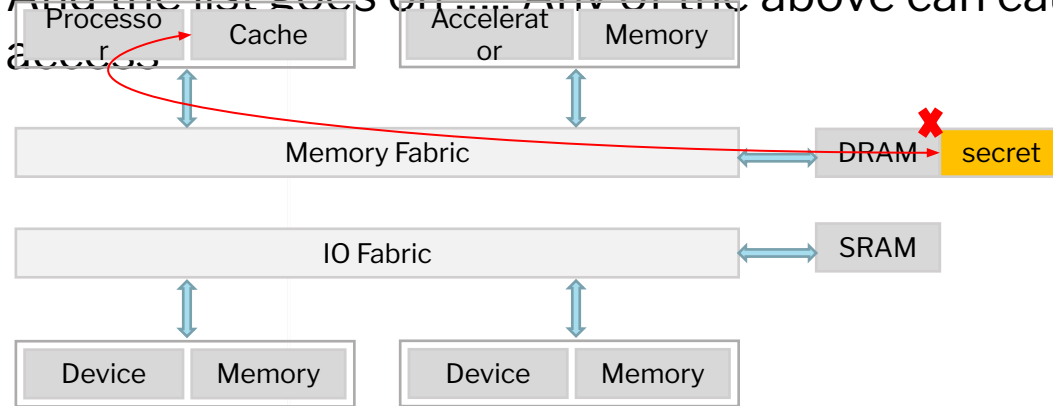 And the list goes on ..... Any of the above can
access
Processo
r
Cache
Accelerat
or
Memory
Memory Fabric
DRAM
secret
IO Fabric
SRAM
Device
Memory
Device
Memory